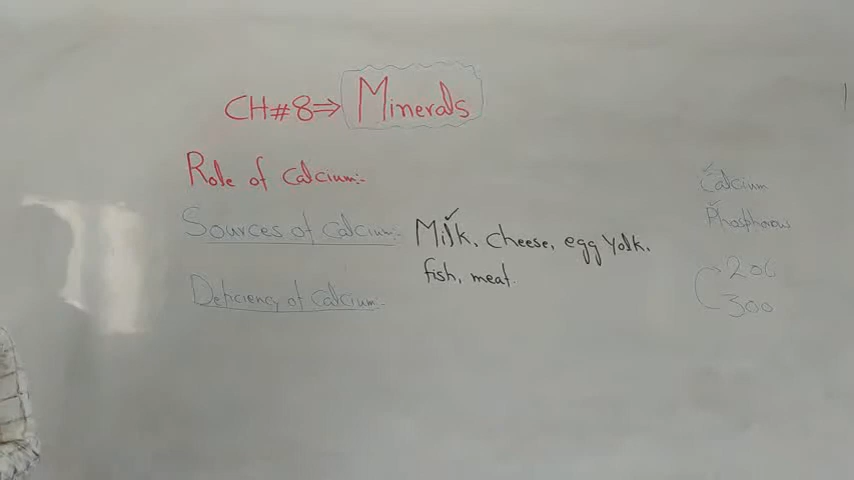 CH#8⇒ Minerals
Role of Calcium:-
Sources of Calcium:- Milk, cheese, egg Yolk,
fish, meat.
Deficiency of Calcium:-
Calcium
Phosphorous
200
300